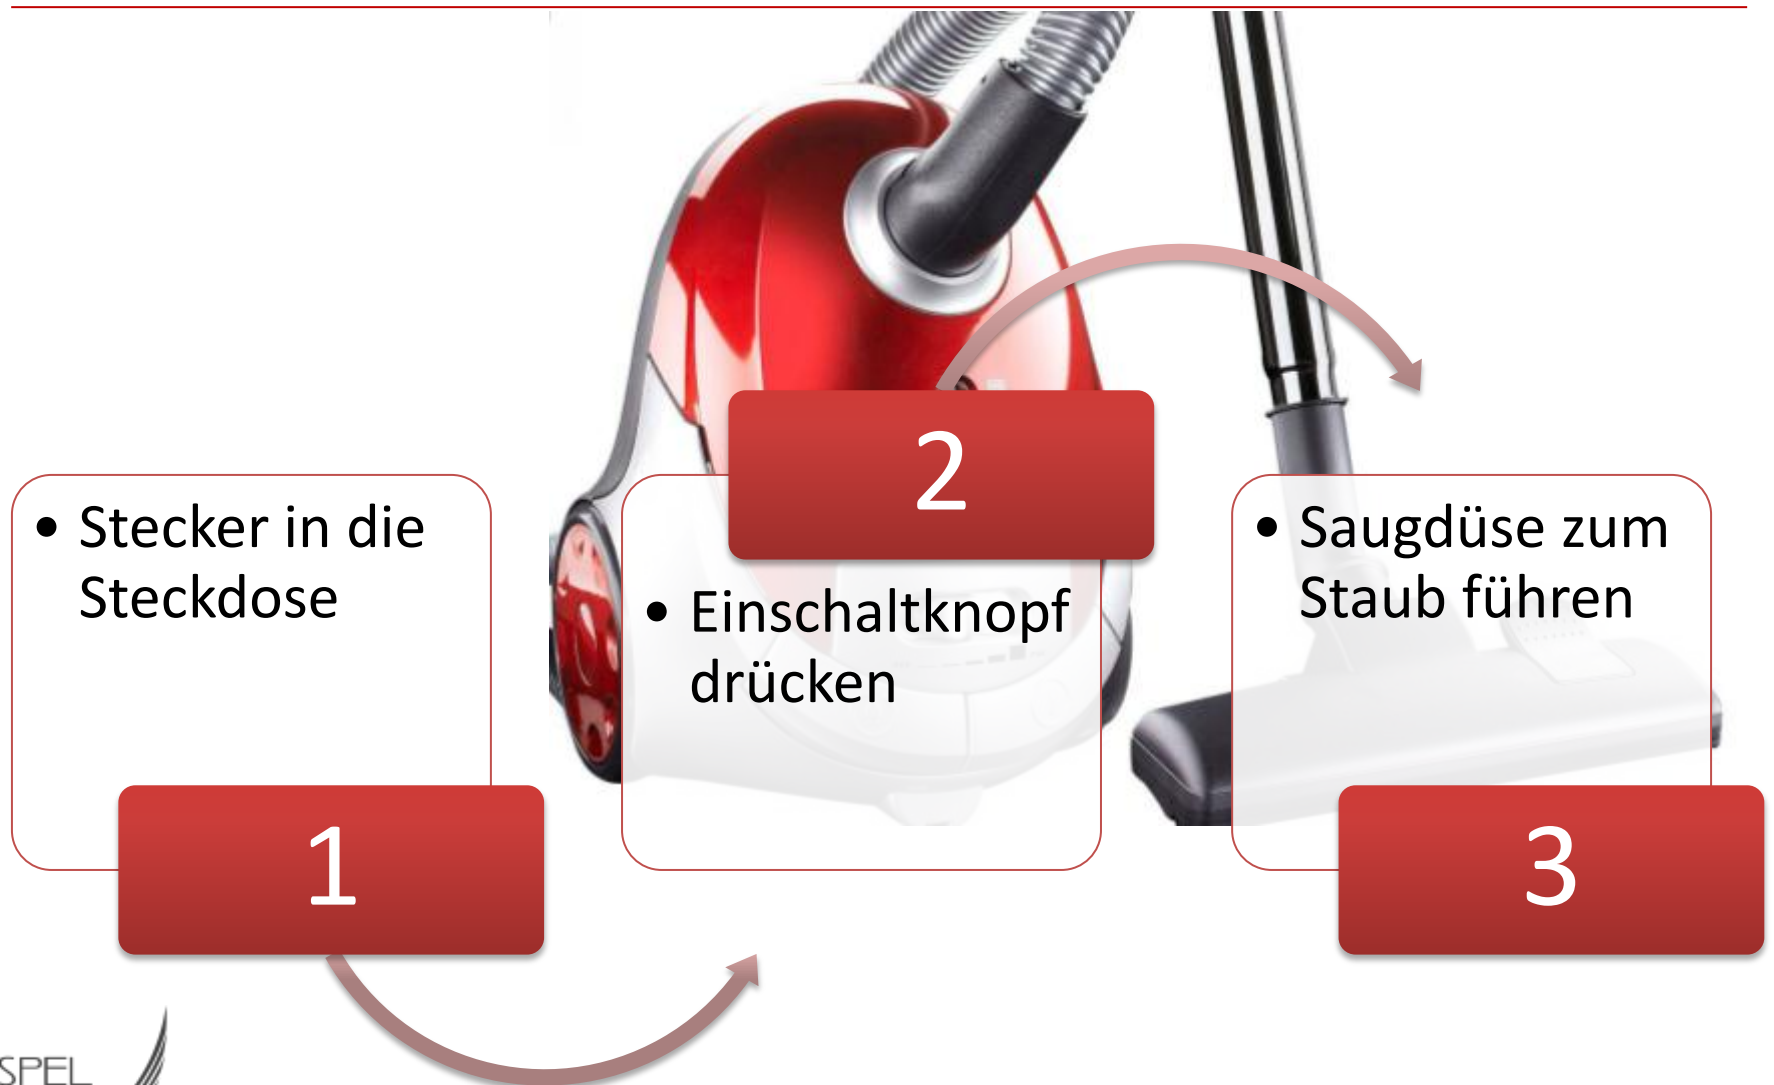 • Stecker in die
Steckdose
1
2
• Einschaltknopf
drücken
• Saugdüse zum
Staub führen
3
SPEL